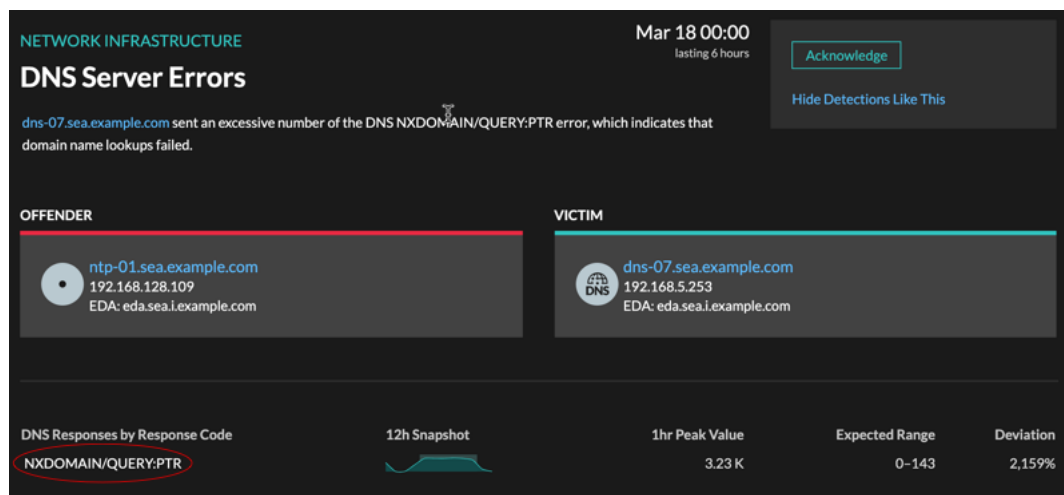 NETWORK INFRASTRUCTURE
DNS Server Errors
Mar 18 00:00
lasting 6 hours
Acknowledge
Hide Detections Like This
dns-07.sea.example.com sent an excessive number of the DNS NXDOMAIN/QUERY:PTR error, which indicates that
domain name lookups failed.
OFFENDER
ntp-01.sea.example.com
192.168.128.109
EDA: eda.sea.i.example.com
VICTIM
DNS
dns-07.sea.example.com
192.168.5.253
EDA: eda.sea.i.example.com
DNS Responses by Response Code 12h Snapshot 1hr Peak Value Expected Range Deviation
NXDOMAIN/QUERY:PTR 3.23 K 0–143 2,159%